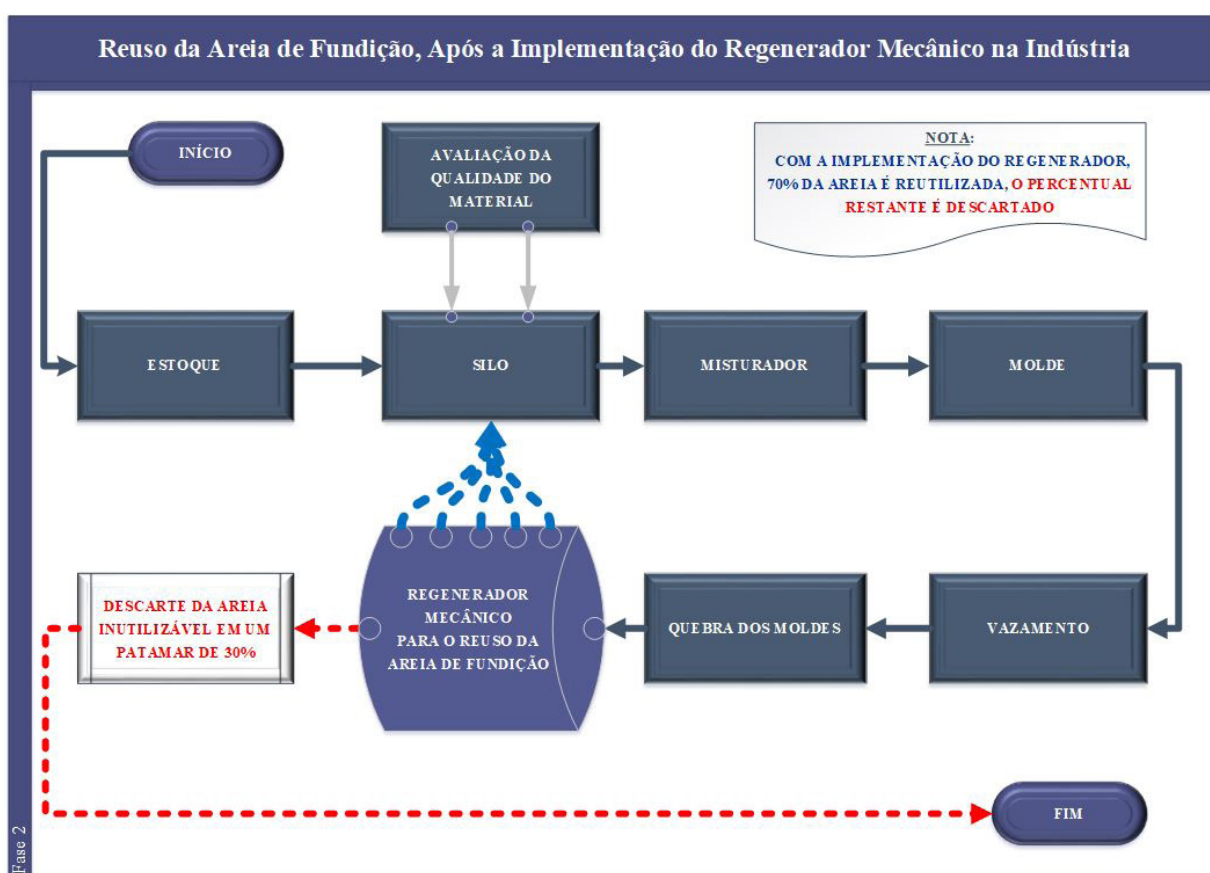 Reuso da Areia de Fundição, Após a Implementação do Regenerador Mecânico na Indústria
INÍCIO
AVALIAÇÃO DA
QUALIDADE DO
MATERIAL
NOTA:
COM A IMPLEMENTAÇÃO DO REGENERADOR,
70% DA AREIA É REUTILIZADA, O PERCENTUAL
RESTANTE É DESCARTADO
ESTOQUE
SILO
MISTURADOR
MOLDE
DESCARTE DA AREIA
INUTILIZÁVEL EM UM
PATAMAR DE 30%
REGENERADOR
MECÂNICO
PARA O REUSO DA
AREIA DE FUNDIÇÃO
QUEBRA DOS MOLDES
VAZAMENTO
FIM
Fase 2